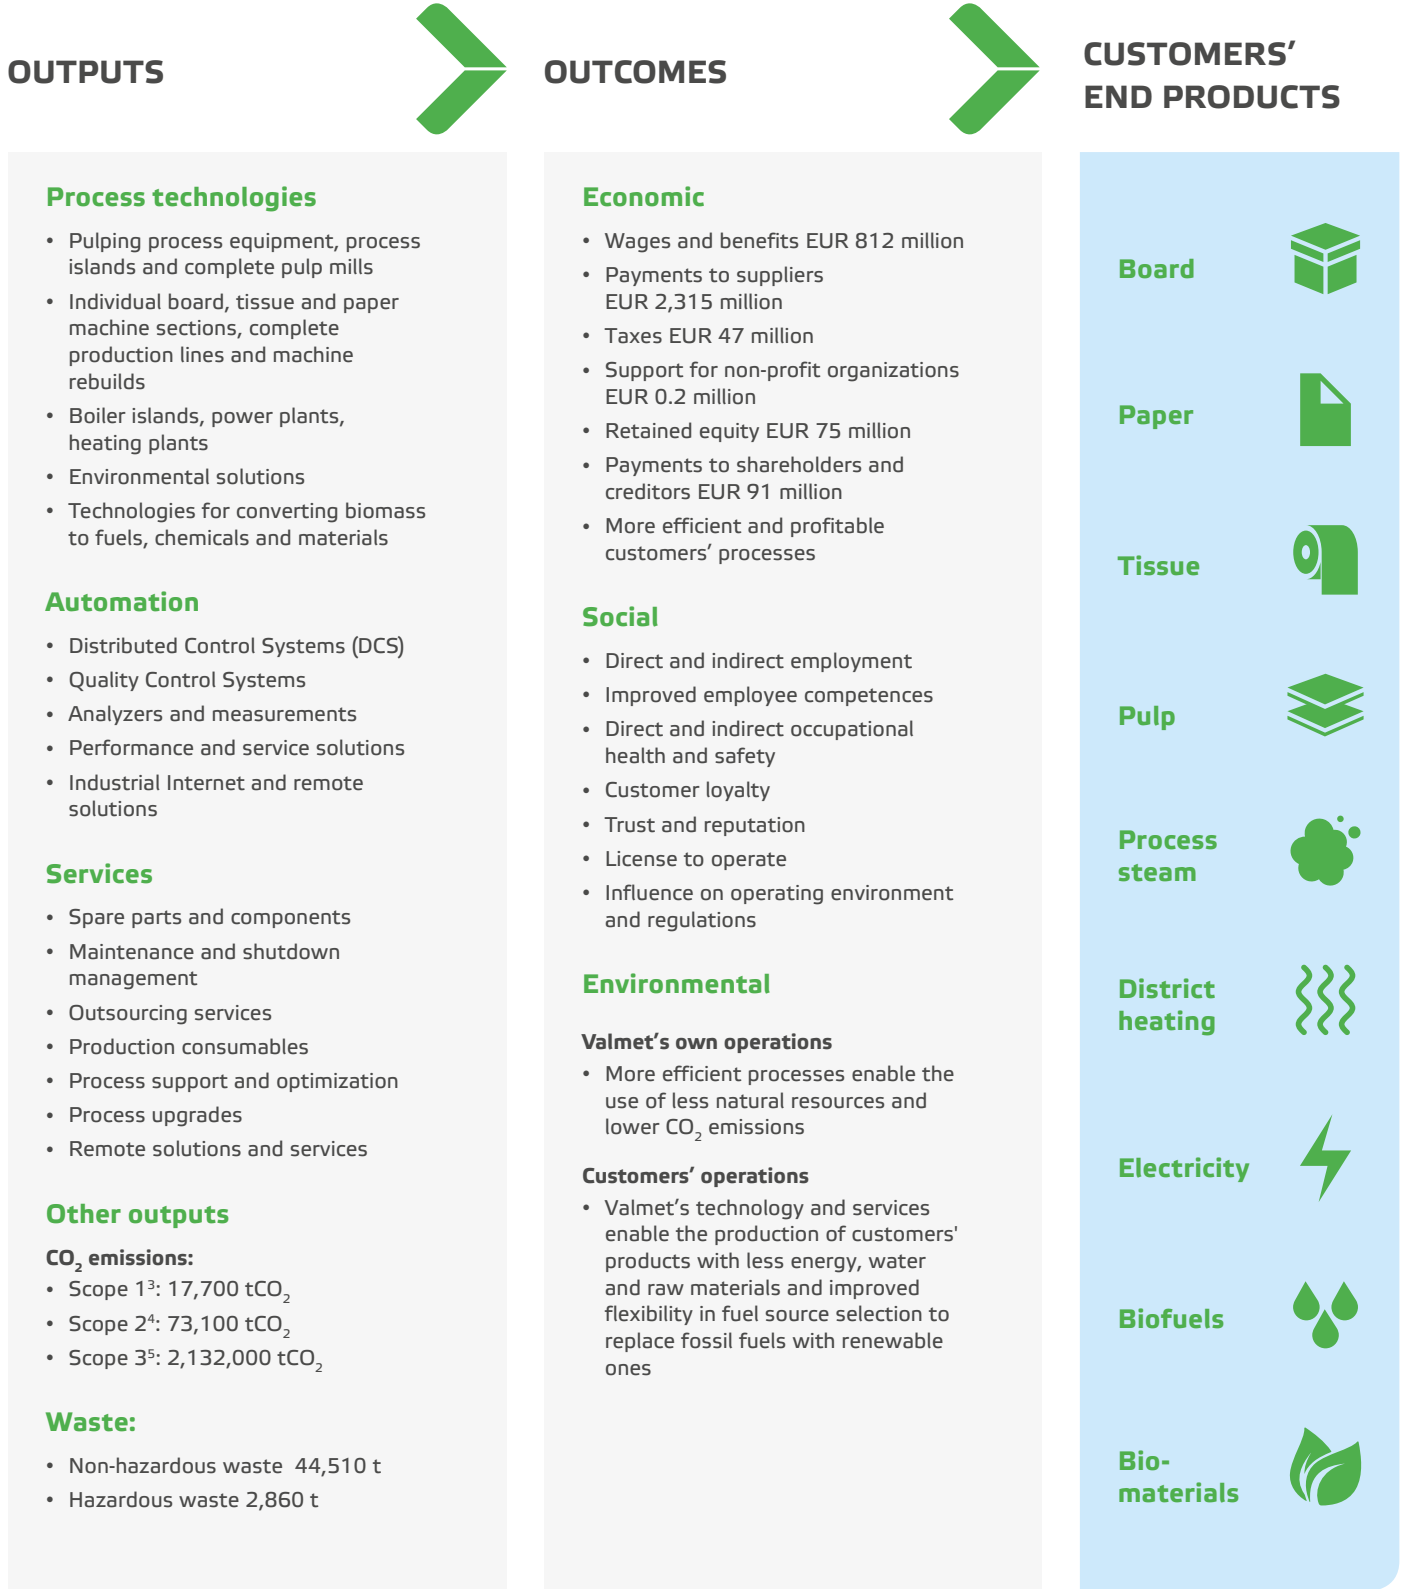 OUTPUTS
Process technologies
• Pulping process equipment, process
islands and complete pulp mills
• Individual board, tissue and paper
machine sections, complete
production lines and machine
rebuilds
• Boiler islands, power plants,
heating plants
• Environmental solutions
• Technologies for converting biomass
to fuels, chemicals and materials
Automation
• Distributed Control Systems (DCS)
• Quality Control Systems
• Analyzers and measurements
• Performance and service solutions
• Industrial Internet and remote
solutions
Services
• Spare parts and components
• Maintenance and shutdown
management
• Outsourcing services
• Production consumables
• Process support and optimization
• Process upgrades
• Remote solutions and services
Other outputs
CO₂ emissions:
• Scope 1³: 17,700 tCO₂
• Scope 2⁴: 73,100 tCO₂
• Scope 3⁵: 2,132,000 tCO₂
Waste:
• Non-hazardous waste 44,510 t
• Hazardous waste 2,860 t
OUTCOMES
Economic
• Wages and benefits EUR 812 million
• Payments to suppliers
EUR 2,315 million
• Taxes EUR 47 million
• Support for non-profit organizations
EUR 0.2 million
• Retained equity EUR 75 million
• Payments to shareholders and
creditors EUR 91 million
• More efficient and profitable
customers’ processes
Social
• Direct and indirect employment
• Improved employee competences
• Direct and indirect occupational
health and safety
• Customer loyalty
• Trust and reputation
• License to operate
• Influence on operating environment
and regulations
Environmental
Valmet’s own operations
• More efficient processes enable the
use of less natural resources and
lower CO₂ emissions
Customers’ operations
• Valmet’s technology and services
enable the production of customers'
products with less energy, water
and raw materials and improved
flexibility in fuel source selection to
replace fossil fuels with renewable
ones
CUSTOMERS’
END PRODUCTS
Board
Paper
Tissue
Pulp
Process
steam
District
heating
Electricity
Biofuels
Bio-
materials